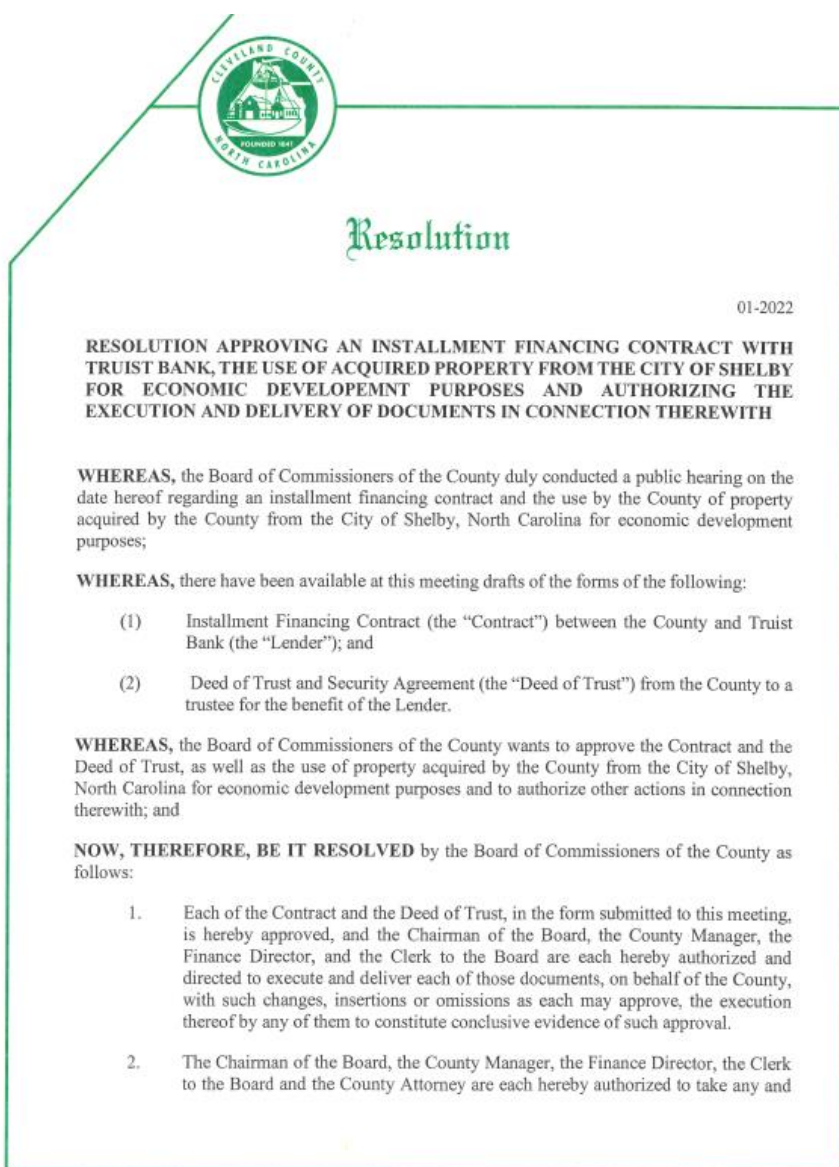 CLEVELAND COUNTY
FOUNDED 1841
NORTH CAROLINA
Resolution
01-2022
RESOLUTION APPROVING AN INSTALLMENT FINANCING CONTRACT WITH
TRUIST BANK, THE USE OF ACQUIRED PROPERTY FROM THE CITY OF SHELBY
FOR ECONOMIC DEVELOPEMNT PURPOSES AND AUTHORIZING THE
EXECUTION AND DELIVERY OF DOCUMENTS IN CONNECTION THEREWITH
WHEREAS, the Board of Commissioners of the County duly conducted a public hearing on the
date hereof regarding an installment financing contract and the use by the County of property
acquired by the County from the City of Shelby, North Carolina for economic development
purposes;
WHEREAS, there have been available at this meeting drafts of the forms of the following:
(1) Installment Financing Contract (the “Contract”) between the County and Truist
Bank (the “Lender”); and
(2) Deed of Trust and Security Agreement (the “Deed of Trust”) from the County to a
trustee for the benefit of the Lender.
WHEREAS, the Board of Commissioners of the County wants to approve the Contract and the
Deed of Trust, as well as the use of property acquired by the County from the City of Shelby,
North Carolina for economic development purposes and to authorize other actions in connection
therewith; and
NOW, THEREFORE, BE IT RESOLVED by the Board of Commissioners of the County as
follows:
1. Each of the Contract and the Deed of Trust, in the form submitted to this meeting,
is hereby approved, and the Chairman of the Board, the County Manager, the
Finance Director, and the Clerk to the Board are each hereby authorized and
directed to execute and deliver each of those documents, on behalf of the County,
with such changes, insertions or omissions as each may approve, the execution
thereof by any of them to constitute conclusive evidence of such approval.
2. The Chairman of the Board, the County Manager, the Finance Director, the Clerk
to the Board and the County Attorney are each hereby authorized to take any and